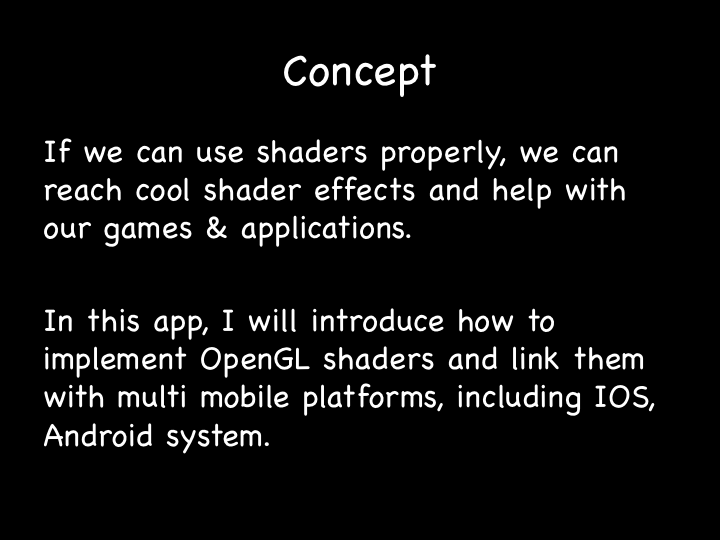 Concept
If we can use shaders properly, we can
reach cool shader effects and help with
our games & applications.
In this app, I will introduce how to
implement OpenGL shaders and link them
with multi mobile platforms, including IOS,
Android system.